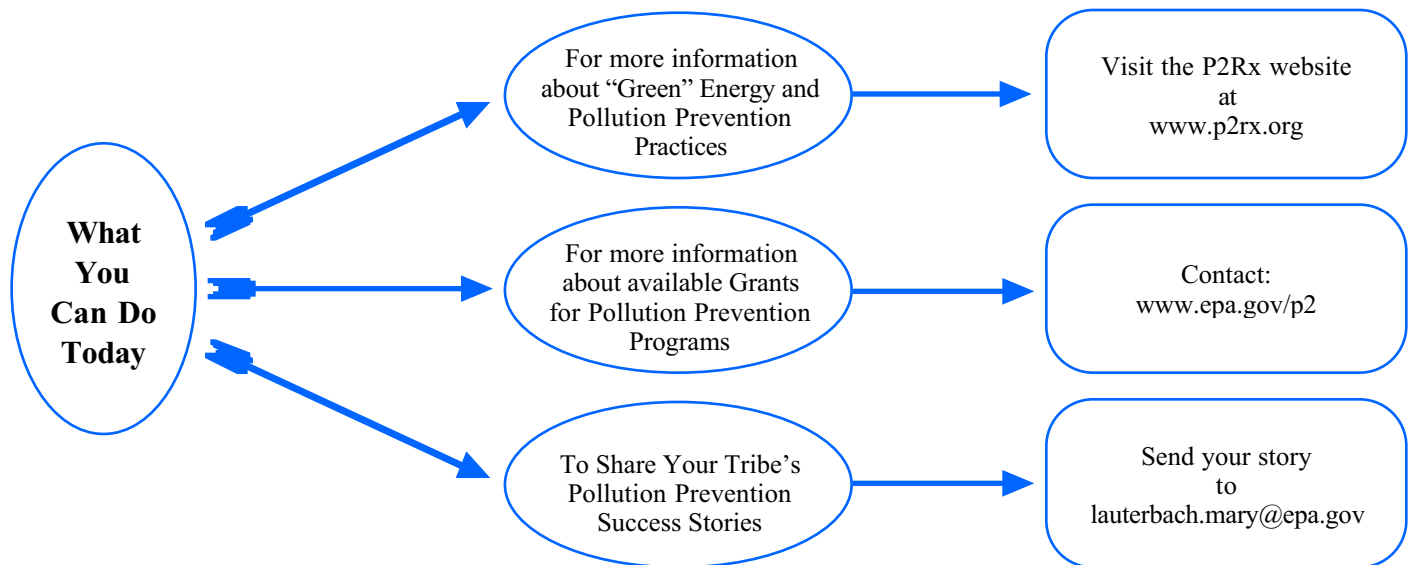 What
You
Can Do
Today
For more information
about “Green” Energy and
Pollution Prevention
Practices
Visit the P2Rx website
at
www.p2rx.org
For more information
about available Grants
for Pollution Prevention
Programs
Contact:
www.epa.gov/p2
To Share Your Tribe’s
Pollution Prevention
Success Stories
Send your story
to
lauterbach.mary@epa.gov